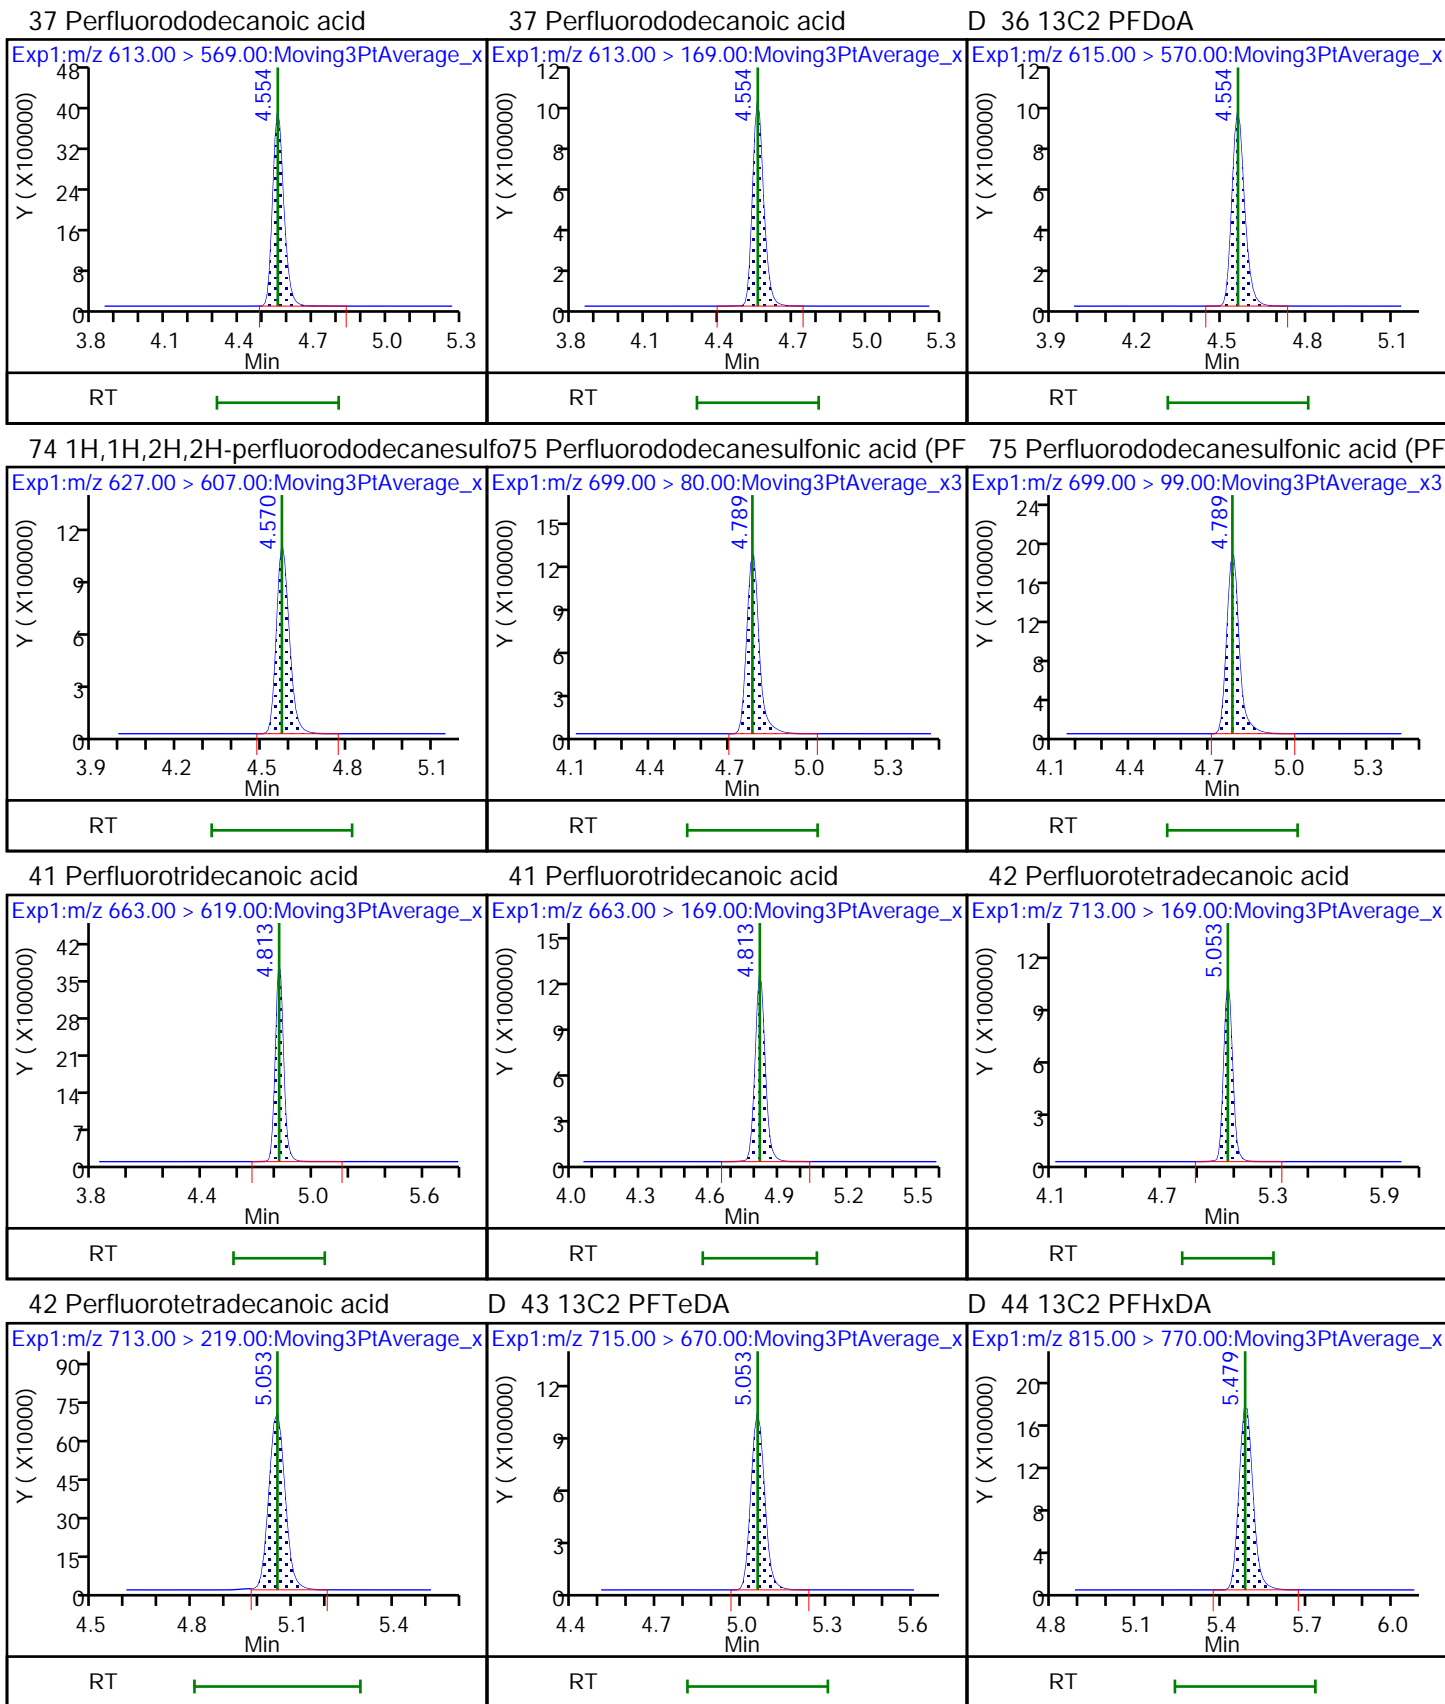 37 Perfluorododecanoic acid
Exp1:m/z 613.00 > 569.00:Moving3PtAverage_x
4.554
Y ( X100000)
48
40
32
24
16
8
0
3.8 4.1 4.4 4.7 5.0 5.3
Min
RT
37 Perfluorododecanoic acid
Exp1:m/z 613.00 > 169.00:Moving3PtAverage_x
4.554
Y ( X100000)
12
10
8
6
4
2
0
3.8 4.1 4.4 4.7 5.0 5.3
Min
RT
D 36 13C2 PFDoA
Exp1:m/z 615.00 > 570.00:Moving3PtAverage_x
4.554
Y ( X100000)
12
10
8
6
4
2
0
3.9 4.2 4.5 4.8 5.1
Min
RT
74 1H,1H,2H,2H-perfluorododecanesulfo
Exp1:m/z 627.00 > 607.00:Moving3PtAverage_x
4.570
Y ( X100000)
12
9
6
3
0
3.9 4.2 4.5 4.8 5.1
Min
RT
75 Perfluorododecanesulfonic acid (PF
Exp1:m/z 699.00 > 80.00:Moving3PtAverage_x3
4.789
Y ( X100000)
15
12
9
6
3
0
4.1 4.4 4.7 5.0 5.3
Min
RT
75 Perfluorododecanesulfonic acid (PF
Exp1:m/z 699.00 > 99.00:Moving3PtAverage_x3
4.789
Y ( X100000)
24
20
16
12
8
4
0
4.1 4.4 4.7 5.0 5.3
Min
RT
41 Perfluorotridecanoic acid
Exp1:m/z 663.00 > 619.00:Moving3PtAverage_x
4.813
Y ( X100000)
42
35
28
21
14
7
0
3.8 4.4 5.0 5.6
Min
RT
41 Perfluorotridecanoic acid
Exp1:m/z 663.00 > 169.00:Moving3PtAverage_x
4.813
Y ( X100000)
15
12
9
6
3
0
4.0 4.3 4.6 4.9 5.2 5.5
Min
RT
42 Perfluorotetradecanoic acid
Exp1:m/z 713.00 > 169.00:Moving3PtAverage_x
5.053
Y ( X100000)
12
9
6
3
0
4.1 4.7 5.3 5.9
Min
RT
42 Perfluorotetradecanoic acid
Exp1:m/z 713.00 > 219.00:Moving3PtAverage_x
5.053
Y ( X100000)
90
75
60
45
30
15
0
4.5 4.8 5.1 5.4
Min
RT
D 43 13C2 PFTeDA
Exp1:m/z 715.00 > 670.00:Moving3PtAverage_x
5.053
Y ( X100000)
12
9
6
3
0
4.4 4.7 5.0 5.3 5.6
Min
RT
D 44 13C2 PFHxDA
Exp1:m/z 815.00 > 770.00:Moving3PtAverage_x
5.479
Y ( X100000)
20
16
12
8
4
0
4.8 5.1 5.4 5.7 6.0
Min
RT